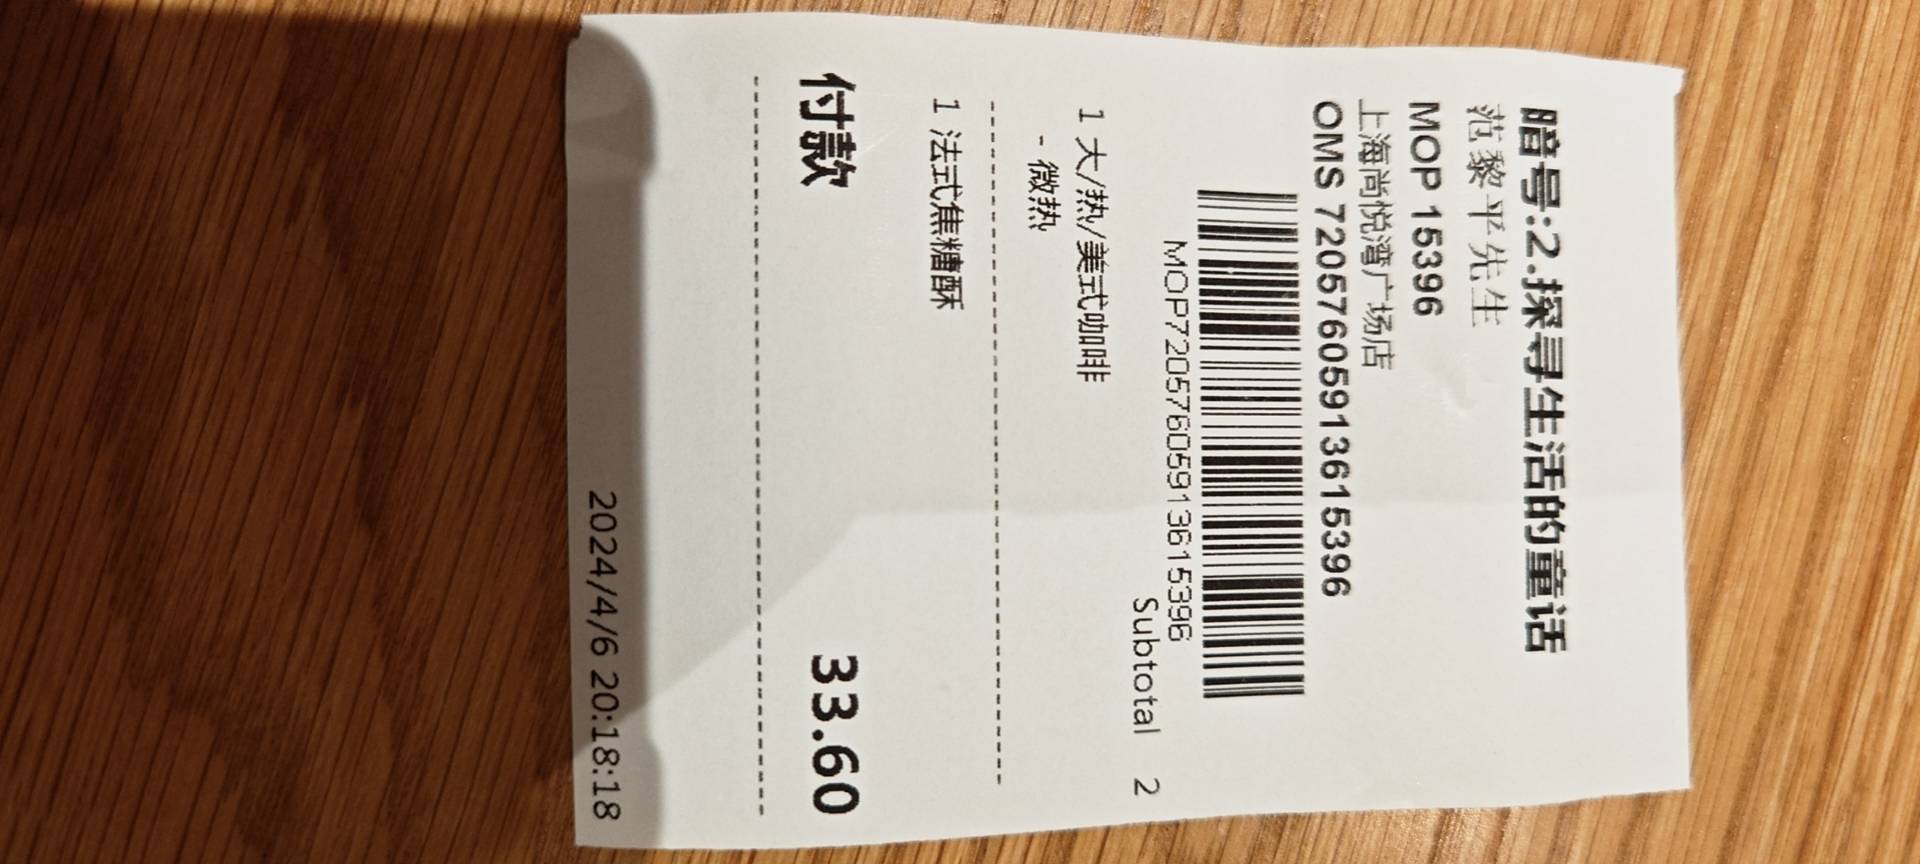 暗号:2.探寻生活的童话
范黎平先生
MOP 15396
上海尚悦湾广场店
OMS 72057605913615396
MOP72057605913615396
Subtotal 2
1 大/热/美式咖啡
- 微热
1 法式焦糖酥
付款 33.60
2024/4/6 20:18:18